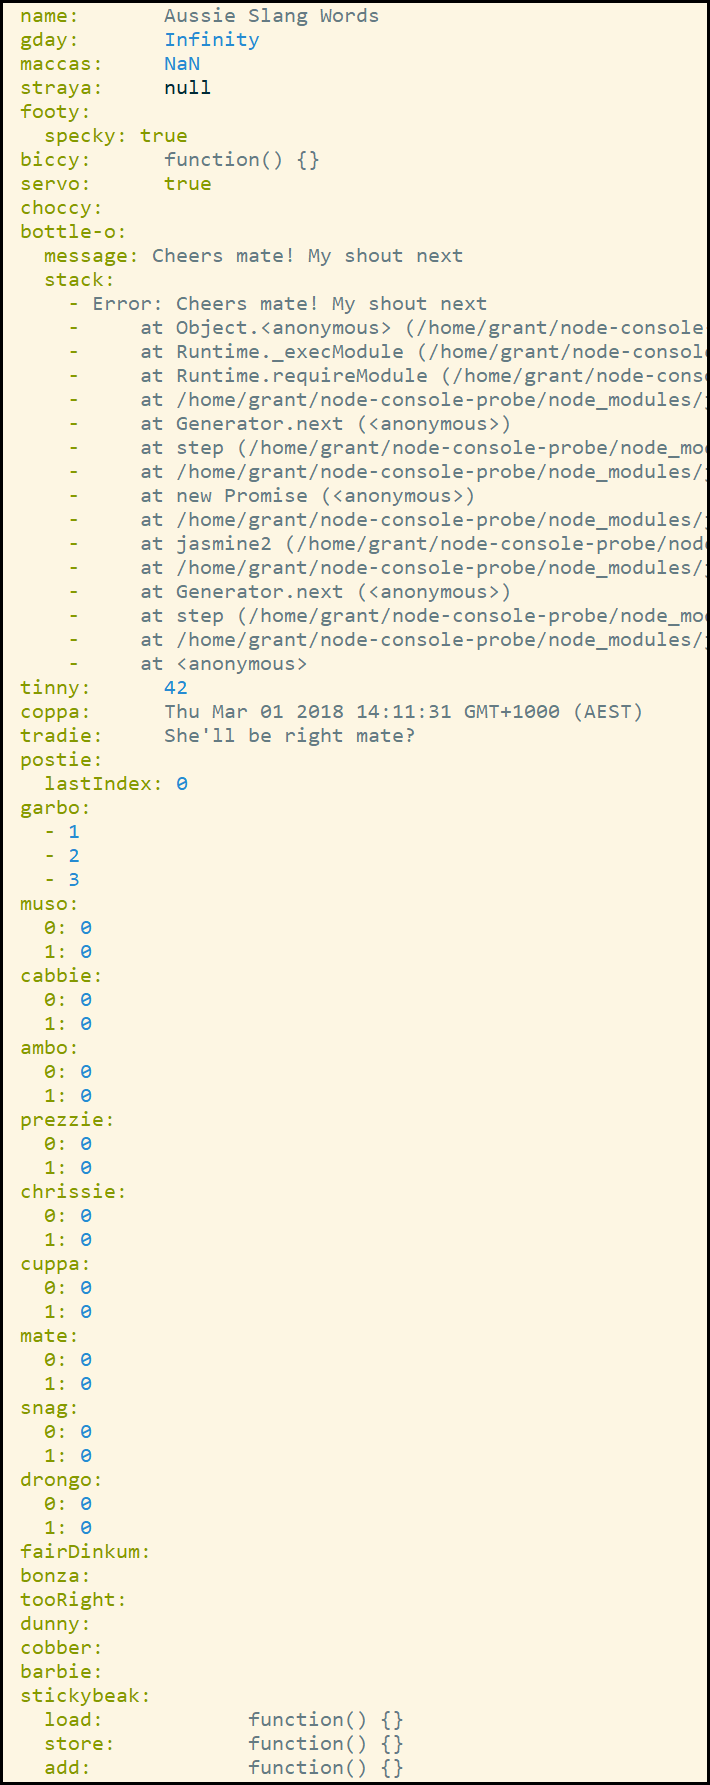 name:       Aussie Slang Words
gday:       Infinity
maccas:     NaN
straya:     null
footy:
  specky: true
biccy:      function() {}
servo:      true
choccy:
bottle-o:
  message: Cheers mate! My shout next
  stack:
    - Error: Cheers mate! My shout next
    -     at Object.<anonymous> (/home/grant/node-console-
    -     at Runtime._execModule (/home/grant/node-consol
    -     at Runtime.requireModule (/home/grant/node-cons
    -     at /home/grant/node-console-probe/node_modules/j
    -     at Generator.next (<anonymous>)
    -     at step (/home/grant/node-console-probe/node_mod
    -     at /home/grant/node-console-probe/node_modules/j
    -     at new Promise (<anonymous>)
    -     at /home/grant/node-console-probe/node_modules/j
    -     at jasmine2 (/home/grant/node-console-probe/node
    -     at /home/grant/node-console-probe/node_modules/j
    -     at Generator.next (<anonymous>)
    -     at step (/home/grant/node-console-probe/node_mod
    -     at /home/grant/node-console-probe/node_modules/j
    -     at <anonymous>
tinny:      42
coppa:      Thu Mar 01 2018 14:11:31 GMT+1000 (AEST)
tradie:     She'll be right mate?
postie:
  lastIndex: 0
garbo:
  - 1
  - 2
  - 3
muso:
  0: 0
  1: 0
cabbie:
  0: 0
  1: 0
ambo:
  0: 0
  1: 0
prezzie:
  0: 0
  1: 0
chrissie:
  0: 0
  1: 0
cuppa:
  0: 0
  1: 0
mate:
  0: 0
  1: 0
snag:
  0: 0
  1: 0
drongo:
  0: 0
  1: 0
fairDinkum:
bonza:
tooRight:
dunny:
cobber:
barbie:
stickybeak:
  load:            function() {}
  store:           function() {}
  add:             function() {}